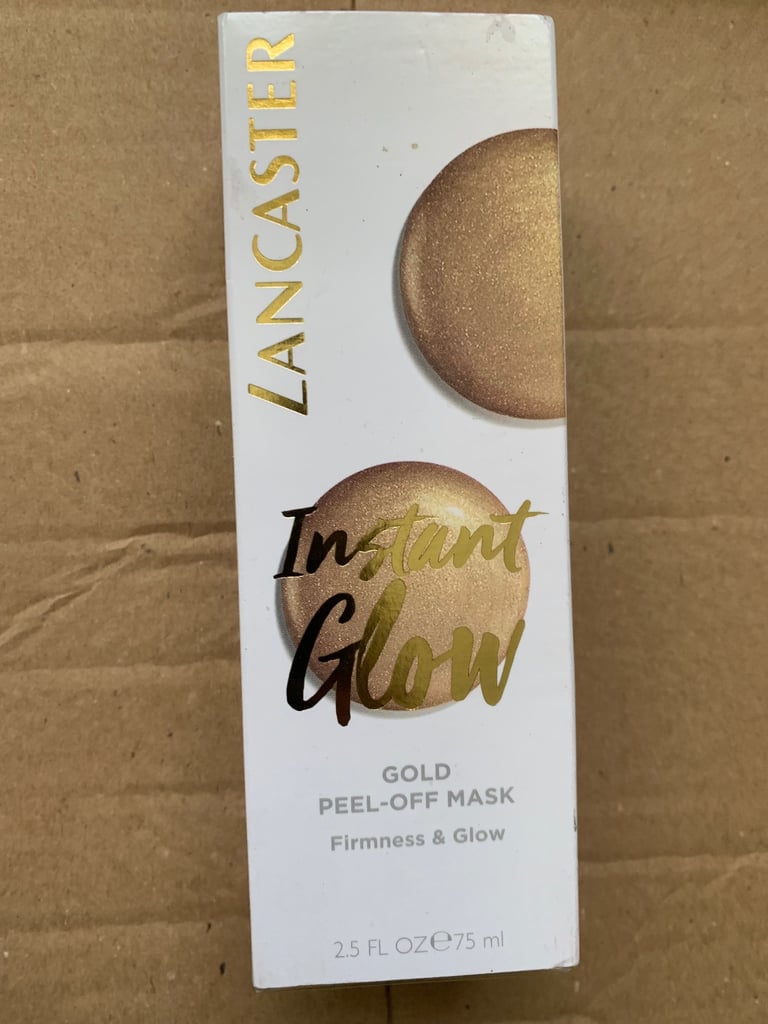 LANCASTER
Instant
Glow
GOLD
PEEL-OFF MASK
Firmness & Glow
2.5 FL OZ℮75 ml